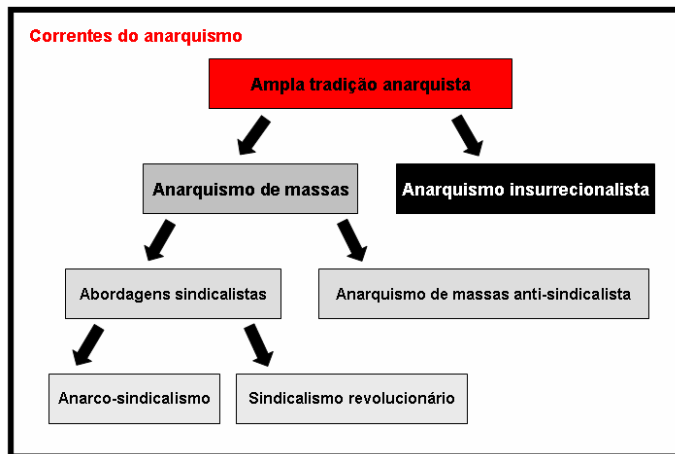 Correntes do anarquismo
Ampla tradição anarquista
Anarquismo de massas
Anarquismo insurrecionalista
Abordagens sindicalistas
Anarquismo de massas anti-sindicalista
Anarco-sindicalismo
Sindicalismo revolucionário